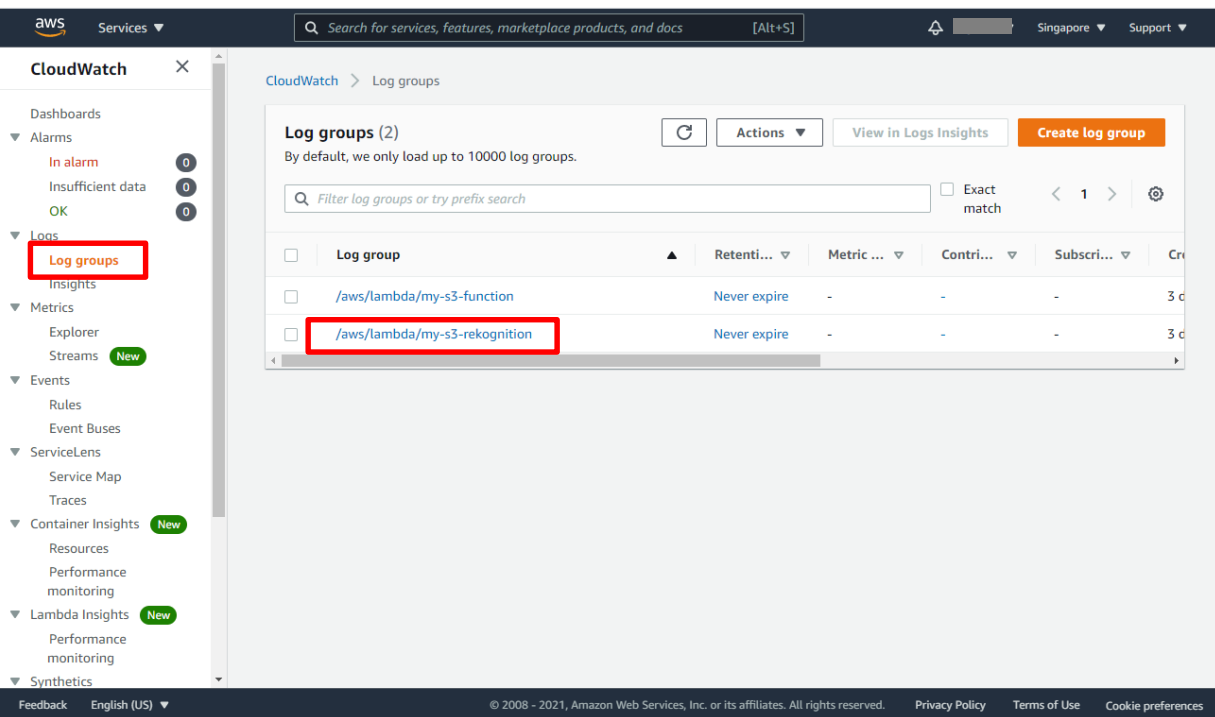 aws Services Search for services, features, marketplace products, and docs [Alt+S] Singapore Support
CloudWatch
Dashboards
Alarms
In alarm 0
Insufficient data 0
OK 0
Logs
Log groups
Insights
Metrics
Explorer
Streams New
Events
Rules
Event Buses
ServiceLens
Service Map
Traces
Container Insights New
Resources
Performance
monitoring
Lambda Insights New
Performance
monitoring
Synthetics
CloudWatch Log groups
Log groups (2) Actions View in Logs Insights Create log group
By default, we only load up to 10000 log groups.
Filter log groups or try prefix search Exact
match 1
Log group Retenti... Metric ... Contri... Subscri... Cr
/aws/lambda/my-s3-function Never expire - - - 3 d
/aws/lambda/my-s3-rekognition Never expire - - - 3 d
Feedback English (US) © 2008 - 2021, Amazon Web Services, Inc. or its affiliates. All rights reserved. Privacy Policy Terms of Use Cookie preferences